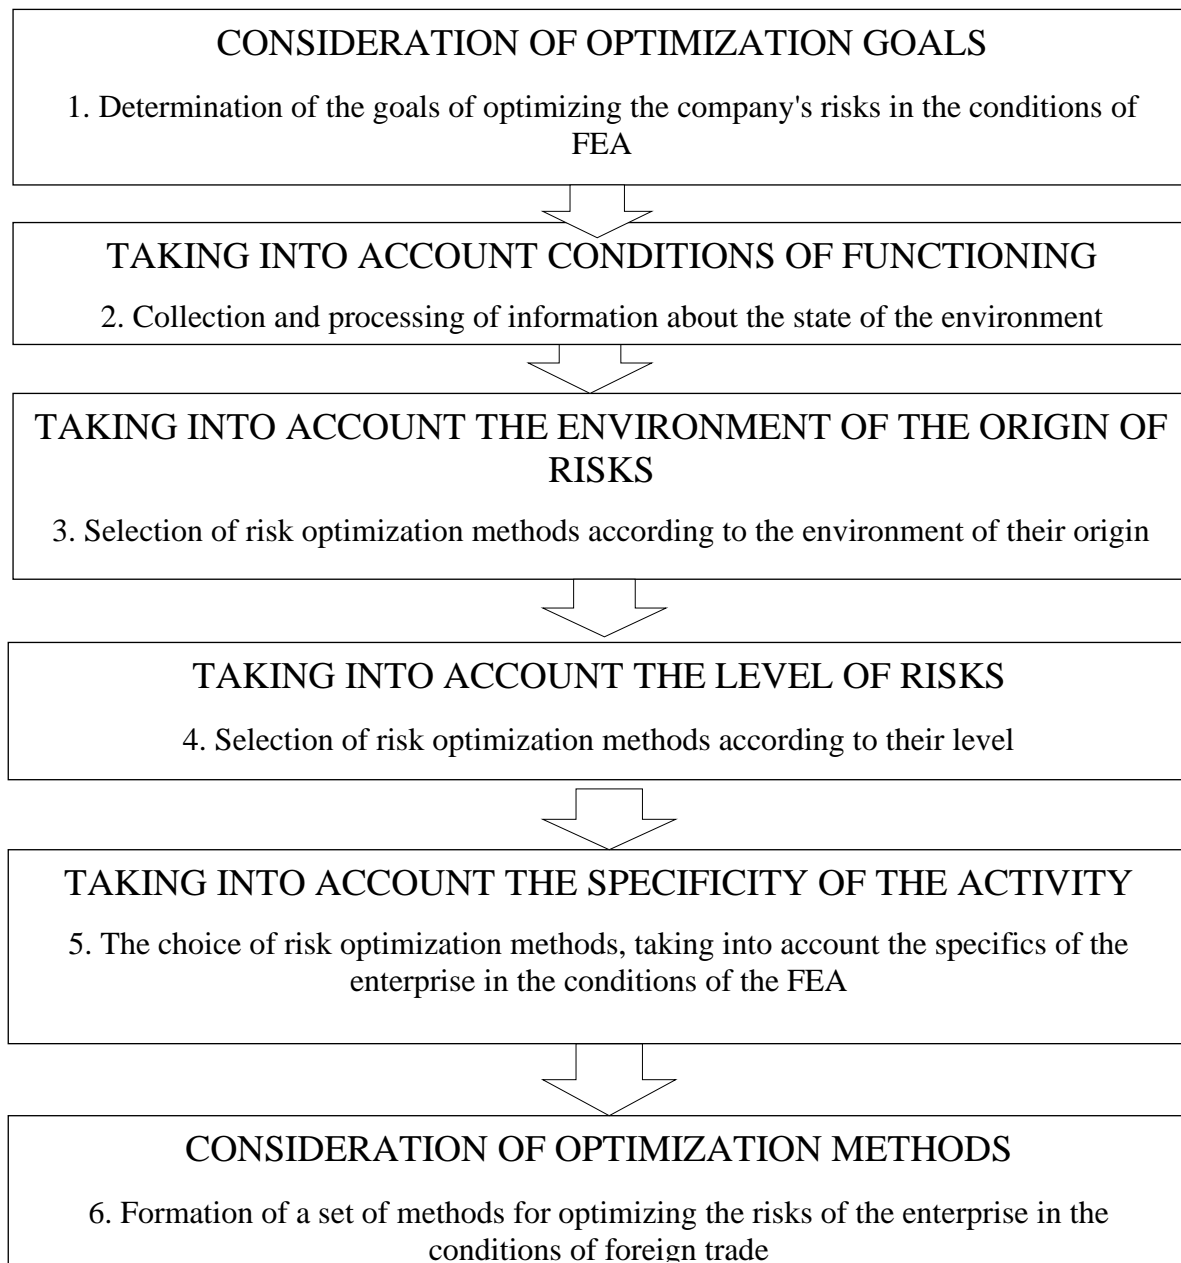 CONSIDERATION OF OPTIMIZATION GOALS
1. Determination of the goals of optimizing the company's risks in the conditions of
FEA
TAKING INTO ACCOUNT CONDITIONS OF FUNCTIONING
2. Collection and processing of information about the state of the environment
TAKING INTO ACCOUNT THE ENVIRONMENT OF THE ORIGIN OF
RISKS
3. Selection of risk optimization methods according to the environment of their origin
TAKING INTO ACCOUNT THE LEVEL OF RISKS
4. Selection of risk optimization methods according to their level
TAKING INTO ACCOUNT THE SPECIFICITY OF THE ACTIVITY
5. The choice of risk optimization methods, taking into account the specifics of the
enterprise in the conditions of the FEA
CONSIDERATION OF OPTIMIZATION METHODS
6. Formation of a set of methods for optimizing the risks of the enterprise in the
conditions of foreign trade